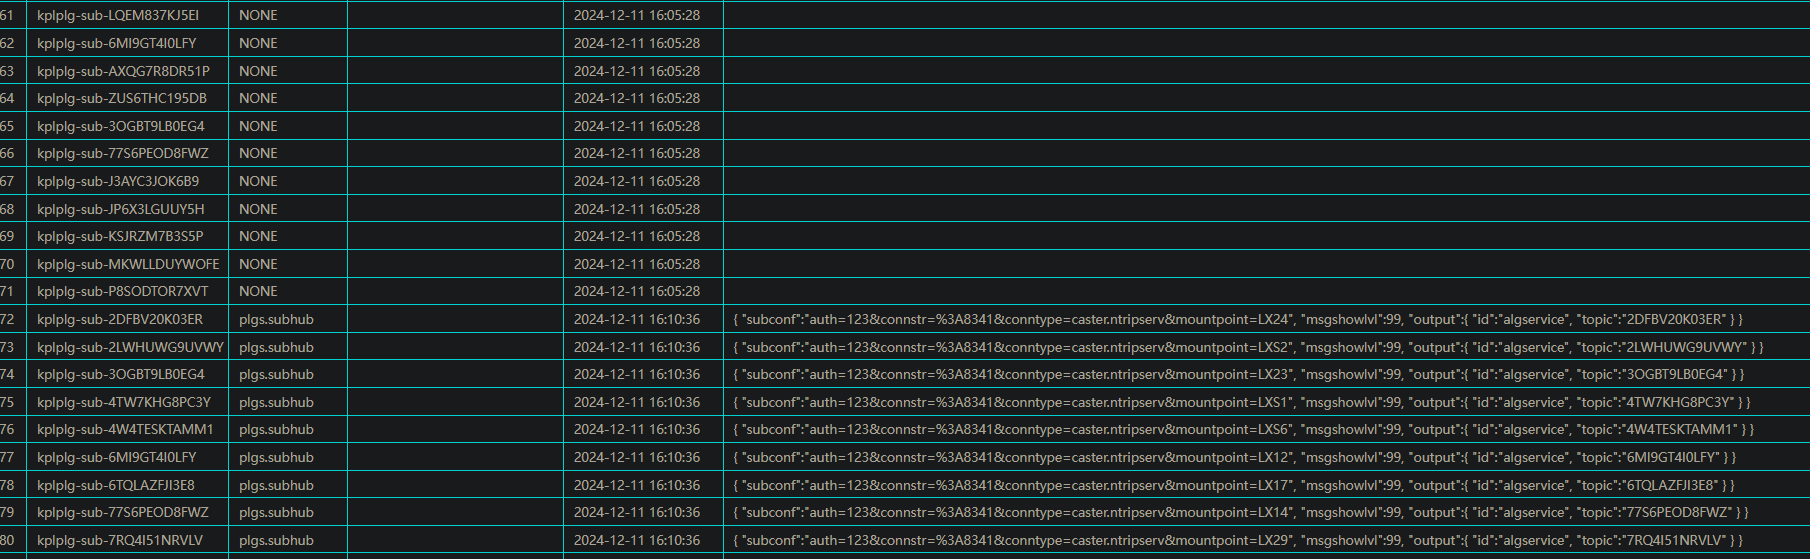 61 kplplg-sub-LQEM837KJ5EI NONE 2024-12-11 16:05:28
62 kplplg-sub-6MI9GT4I0LFY NONE 2024-12-11 16:05:28
63 kplplg-sub-AXQG7R8DR51P NONE 2024-12-11 16:05:28
64 kplplg-sub-ZUS6THC195DB NONE 2024-12-11 16:05:28
65 kplplg-sub-3OGBT9LB0EG4 NONE 2024-12-11 16:05:28
66 kplplg-sub-77S6PEOD8FWZ NONE 2024-12-11 16:05:28
67 kplplg-sub-J3AYC3JOK6B9 NONE 2024-12-11 16:05:28
68 kplplg-sub-JP6X3LGUUY5H NONE 2024-12-11 16:05:28
69 kplplg-sub-KSJRZM7B3S5P NONE 2024-12-11 16:05:28
70 kplplg-sub-MKWLLDUYWOFE NONE 2024-12-11 16:05:28
71 kplplg-sub-P8SODTOR7XVT NONE 2024-12-11 16:05:28
72 kplplg-sub-2DFBV20K03ER plgs.subhub 2024-12-11 16:10:36 { "subconf":"auth=123&connstr=%3A8341&conntype=caster.ntripserv&mountpoint=LX24", "msgshowlvl":99, "output":{ "id":"algservice", "topic":"2DFBV20K03ER" } }
73 kplplg-sub-2LWHUWG9UVWY plgs.subhub 2024-12-11 16:10:36 { "subconf":"auth=123&connstr=%3A8341&conntype=caster.ntripserv&mountpoint=LXS2", "msgshowlvl":99, "output":{ "id":"algservice", "topic":"2LWHUWG9UVWY" } }
74 kplplg-sub-3OGBT9LB0EG4 plgs.subhub 2024-12-11 16:10:36 { "subconf":"auth=123&connstr=%3A8341&conntype=caster.ntripserv&mountpoint=LX23", "msgshowlvl":99, "output":{ "id":"algservice", "topic":"3OGBT9LB0EG4" } }
75 kplplg-sub-4TW7KHG8PC3Y plgs.subhub 2024-12-11 16:10:36 { "subconf":"auth=123&connstr=%3A8341&conntype=caster.ntripserv&mountpoint=LXS1", "msgshowlvl":99, "output":{ "id":"algservice", "topic":"4TW7KHG8PC3Y" } }
76 kplplg-sub-4W4TESKTAMM1 plgs.subhub 2024-12-11 16:10:36 { "subconf":"auth=123&connstr=%3A8341&conntype=caster.ntripserv&mountpoint=LXS6", "msgshowlvl":99, "output":{ "id":"algservice", "topic":"4W4TESKTAMM1" } }
77 kplplg-sub-6MI9GT4I0LFY plgs.subhub 2024-12-11 16:10:36 { "subconf":"auth=123&connstr=%3A8341&conntype=caster.ntripserv&mountpoint=LX12", "msgshowlvl":99, "output":{ "id":"algservice", "topic":"6MI9GT4I0LFY" } }
78 kplplg-sub-6TQLAZFJI3E8 plgs.subhub 2024-12-11 16:10:36 { "subconf":"auth=123&connstr=%3A8341&conntype=caster.ntripserv&mountpoint=LX17", "msgshowlvl":99, "output":{ "id":"algservice", "topic":"6TQLAZFJI3E8" } }
79 kplplg-sub-77S6PEOD8FWZ plgs.subhub 2024-12-11 16:10:36 { "subconf":"auth=123&connstr=%3A8341&conntype=caster.ntripserv&mountpoint=LX14", "msgshowlvl":99, "output":{ "id":"algservice", "topic":"77S6PEOD8FWZ" } }
80 kplplg-sub-7RQ4I51NRVLV plgs.subhub 2024-12-11 16:10:36 { "subconf":"auth=123&connstr=%3A8341&conntype=caster.ntripserv&mountpoint=LX29", "msgshowlvl":99, "output":{ "id":"algservice", "topic":"7RQ4I51NRVLV" } }